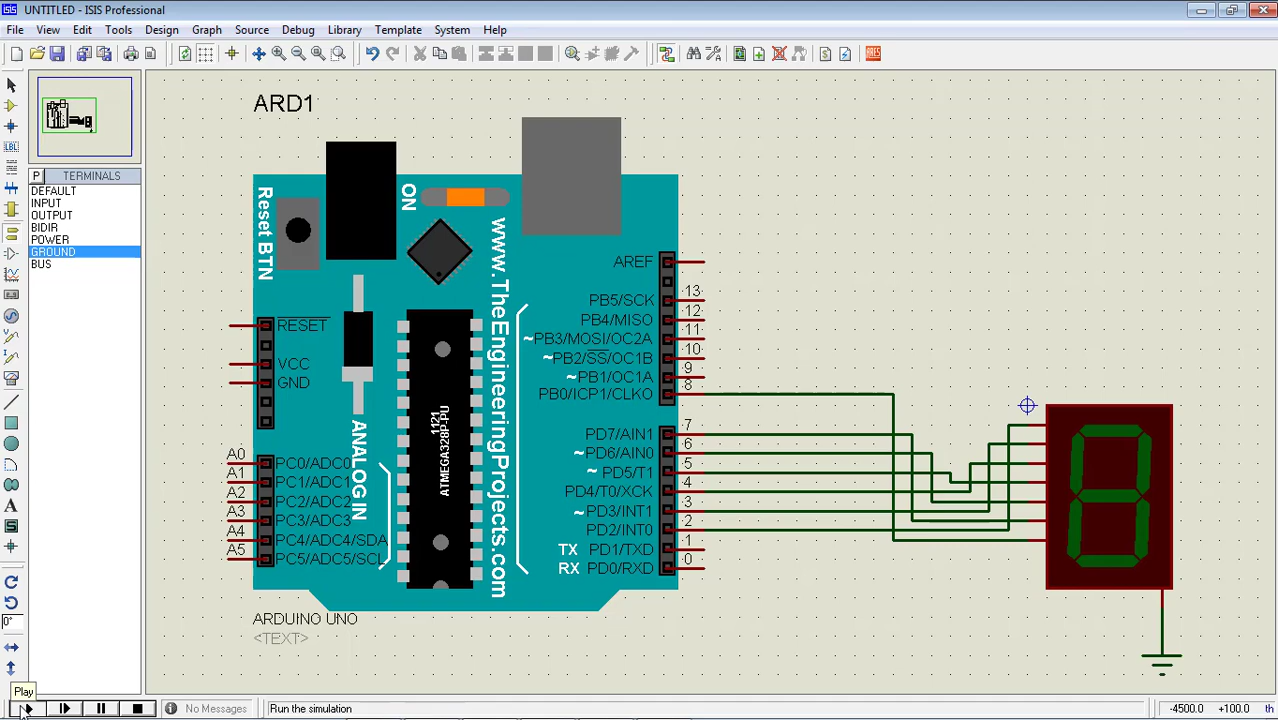 UNTITLED - ISIS Professional
File View Edit Tools Design Graph Source Debug Library Template System Help
ARES
LBL
P TERMINALS
DEFAULT
INPUT
OUTPUT
BIDIR
POWER
GROUND
BUS
A
S
0°
ARD1
Reset BTN
ON
www.TheEngineeringProjects.com
AREF
PB5/SCK 13
PB4/MISO 12
~PB3/MOSI/OC2A 11
~PB2/SS/OC1B 10
~PB1/OC1A 9
PB0/ICP1/CLKO 8
RESET
VCC
GND
1121
ATMEGA328P-PU
ANALOG IN
A0 PC0/ADC0
A1 PC1/ADC1
A2 PC2/ADC2
A3 PC3/ADC3
A4 PC4/ADC4/SDA
A5 PC5/ADC5/SCL
PD7/AIN1 7
~PD6/AIN0 6
~PD5/T1 5
PD4/T0/XCK 4
~PD3/INT1 3
PD2/INT0 2
TX PD1/TXD 1
RX PD0/RXD 0
ARDUINO UNO
<TEXT>
Play
No Messages
Run the simulation
-4500.0 +100.0 th